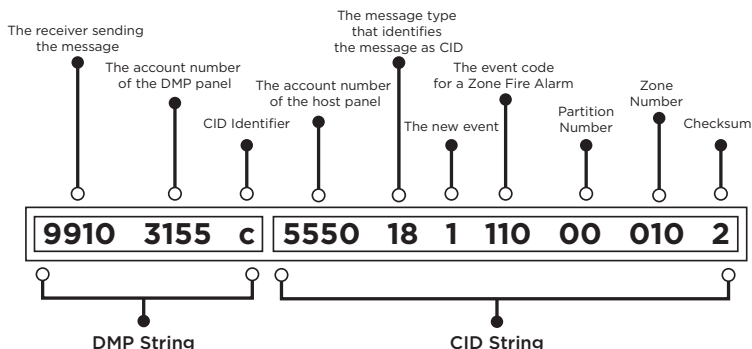 The receiver sending
the message
The account number
of the DMP panel
CID Identifier
The account number
of the host panel
The message type
that identifies
the message as CID
The new event
The event code
for a Zone Fire Alarm
Partition
Number
Zone
Number
Checksum
9910 3155 c 5550 18 1 110 00 010 2
DMP String
CID String